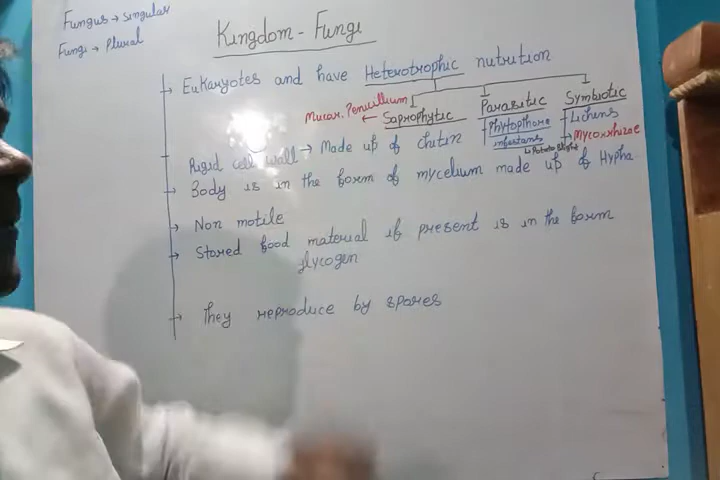 Fungus → singular
Fungi → Plural
Kingdom - Fungi
→ Eukaryotes and have Heterotrophic nutrition
Mucor, Penicillium ← Saprophytic
Parasitic
Phytophthora infestans
↳ Potato Blight
Symbiotic
Lichens
→ Mycorrhizae
Rigid cell wall → Made up of chitin
→ Body is in the form of mycelium made up of Hypha
→ Non motile
→ Stored food material if present is in the form
glycogen
→ They reproduce by spores